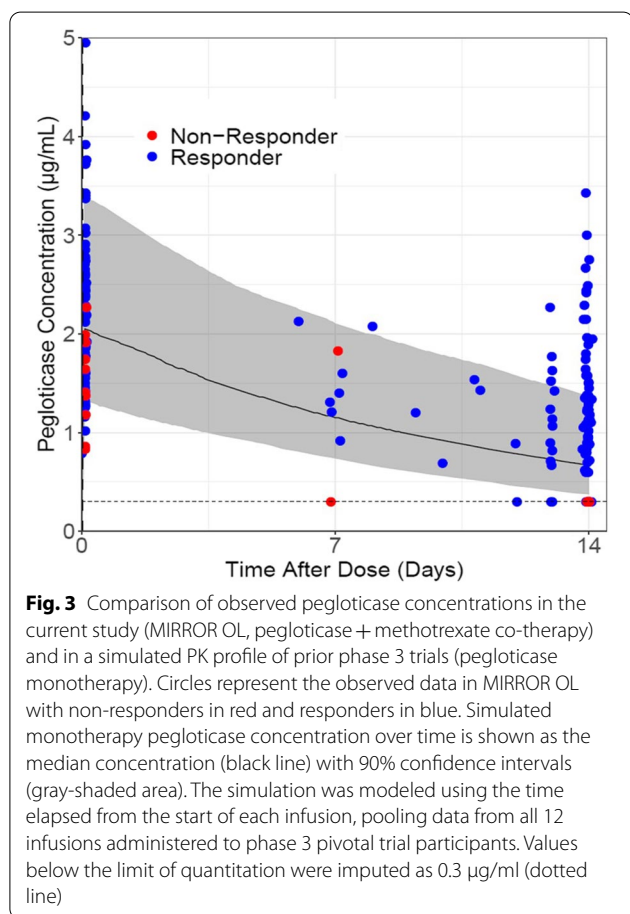 5
4
3
2
1
0
Pegloticase Concentration (µg/mL)
Non−Responder
Responder
0
7
14
Time After Dose (Days)
Fig. 3 Comparison of observed pegloticase concentrations in the
current study (MIRROR OL, pegloticase + methotrexate co-therapy)
and in a simulated PK profile of prior phase 3 trials (pegloticase
monotherapy). Circles represent the observed data in MIRROR OL
with non-responders in red and responders in blue. Simulated
monotherapy pegloticase concentration over time is shown as the
median concentration (black line) with 90% confidence intervals
(gray-shaded area). The simulation was modeled using the time
elapsed from the start of each infusion, pooling data from all 12
infusions administered to phase 3 pivotal trial participants. Values
below the limit of quantitation were imputed as 0.3 µg/ml (dotted
line)